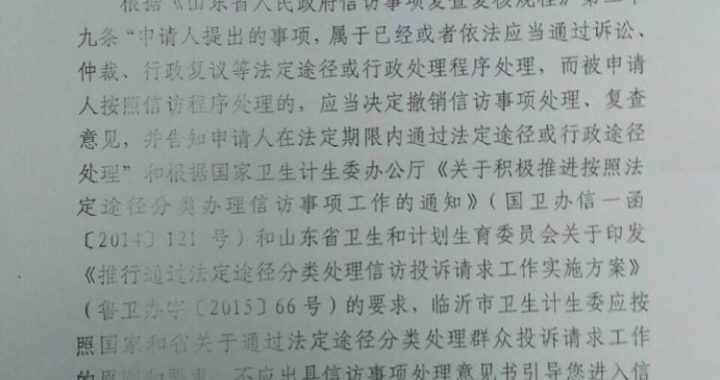 根据《山东省人民政府信访事项复查复核规程》第二十
九条“申请人提出的事项，属于已经或者依法应当通过诉讼、
仲裁、行政复议等法定途径或行政处理程序处理，而被申请
人按照信访程序处理的，应当决定撤销信访事项处理、复查
意见，并告知申请人在法定期限内通过法定途径或行政途径
处理”和根据国家卫生计生委办公厅《关于积极推进按照法
定途径分类办理信访事项工作的通知》（国卫办信一函
〔2014〕121 号）和山东省卫生和计划生育委员会关于印发
《推行通过法定途径分类处理信访投诉请求工作实施方案》
（鲁卫办字〔2015〕66 号）的要求，临沂市卫生计生委应按
照国家和省关于通过法定途径分类处理群众投诉请求工作
的原则和要求，不应出具信访事项处理意见书引导您进入信